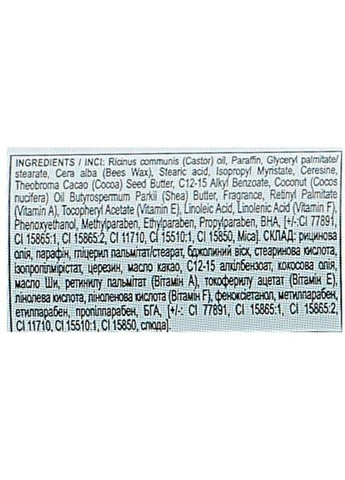 INGREDIENTS / INCI: Ricinus communis (Castor) oil, Paraffin, Glyceryl palmitate/
stearate, Cera alba (Bees Wax), Stearic acid, Isopropyl Myristate, Ceresine,
Theobroma Cacao (Cocoa) Seed Butter, C12-15 Alkyl Benzoate, Coconut (Cocos
nucifera) Oil Butyrospermum Parkii (Shea) Butter, Fragrance, Retinyl Palmitate
(Vitamin A), Tocopheryl Acetate (Vitamin E), Linoleic Acid, Linolenic Acid (Vitamin F),
Phenoxyethanol, Methylparaben, Ethylparaben, Propylparaben, BHA, [+/-:CI 77891,
CI 15865:1, CI 15865:2, CI 11710, CI 15510:1, CI 15850, Mica]. СКЛАД: рицинова
олія, парафін, гліцерил пальмітат/стеарат, бджолиний віск, стеаринова кислота,
ізопропілмірістат, церезин, масло какао, C12-15 алкілбензоат, кокосова олія,
масло Ши, ретинилу пальмітат (Вітамін А), токоферилу ацетат (Вітамін Е),
лінолева кислота, ліноленова кислота (Вітамін F), феноксіетанол, метилпарабен,
етилпарабен, пропілпарабен, БГА, [+/-: CI 77891, CI 15865:1, CI 15865:2,
CI 11710, CI 15510:1, CI 15850, слюда].